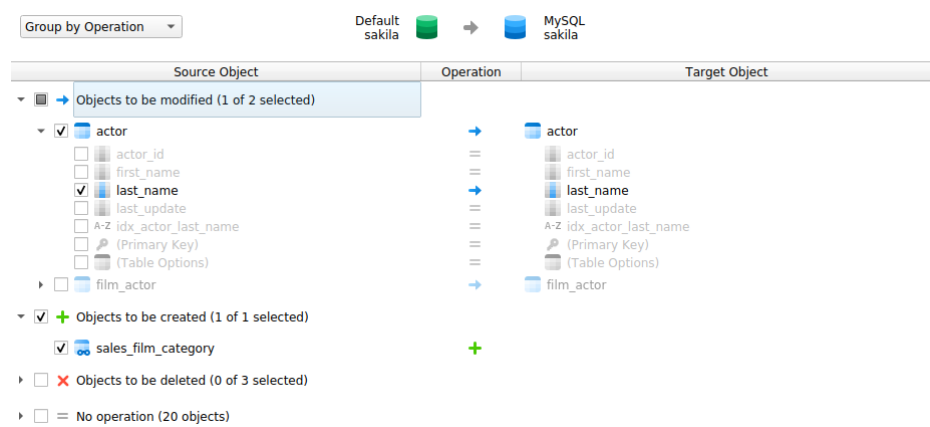 Group by Operation
Default
sakila
MySQL
sakila
Source Object Operation Target Object
Objects to be modified (1 of 2 selected)
actor actor
actor_id = actor_id
first_name = first_name
last_name last_name
last_update = last_update
A-Z idx_actor_last_name = A-Z idx_actor_last_name
(Primary Key) = (Primary Key)
(Table Options) = (Table Options)
film_actor film_actor
Objects to be created (1 of 1 selected)
sales_film_category
Objects to be deleted (0 of 3 selected)
= No operation (20 objects)